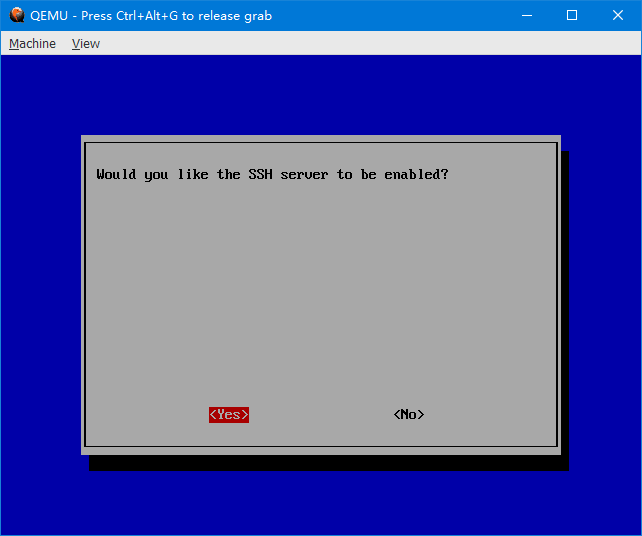 QEMU - Press Ctrl+Alt+G to release grab
Machine View
Would you like the SSH server to be enabled?
<Yes> <No>